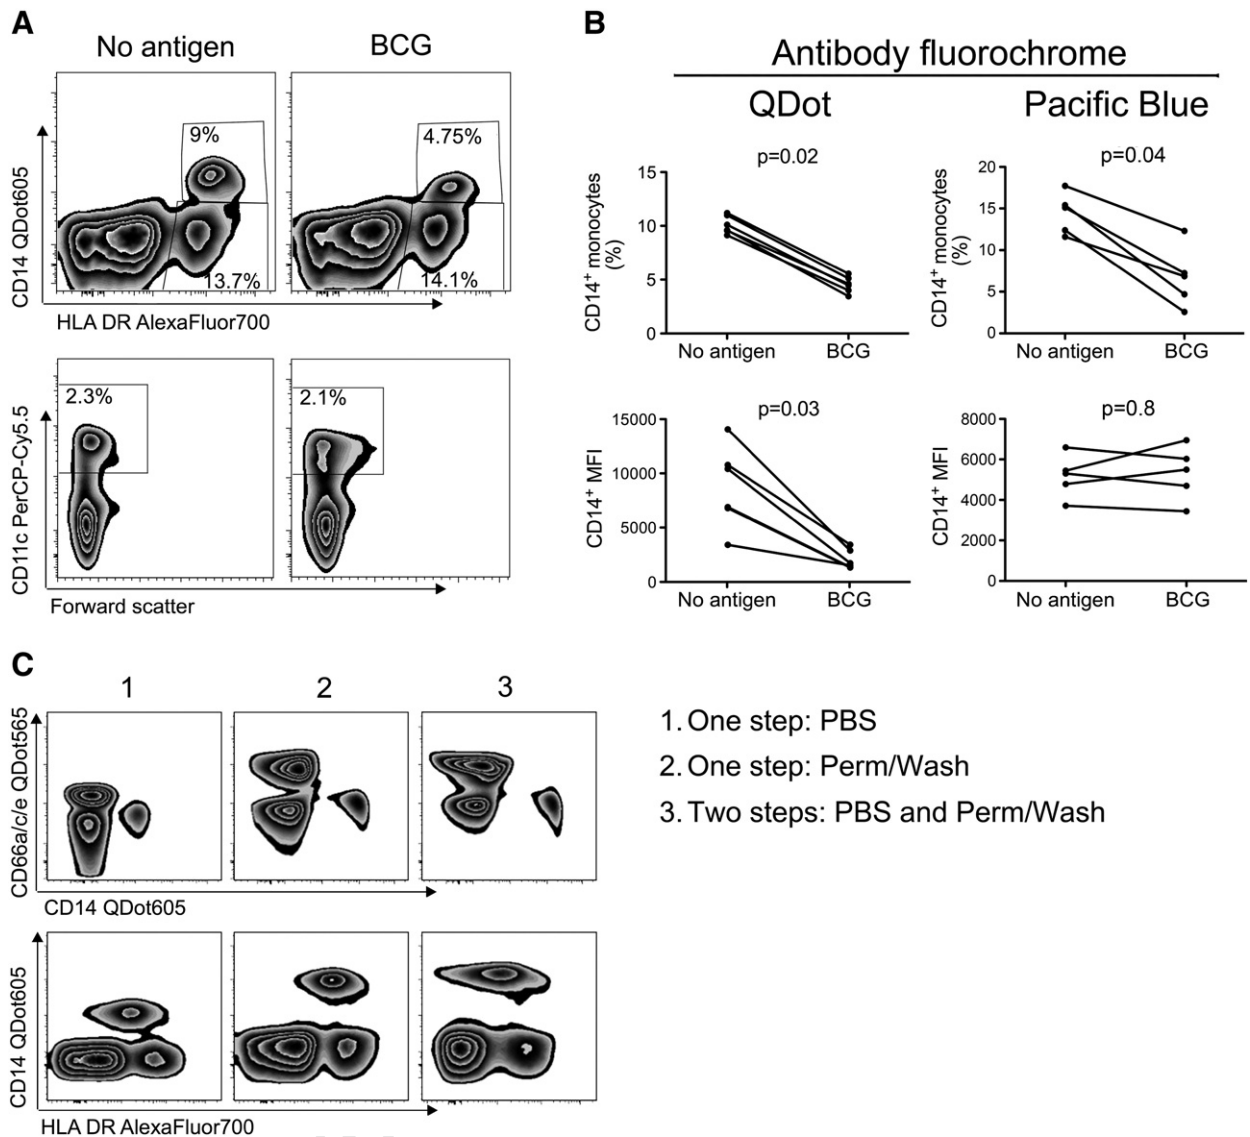 A
No antigen
BCG
9%
4.75%
13.7%
14.1%
CD14 QDot605
HLA DR AlexaFluor700
2.3%
2.1%
CD11c PerCP-Cy5.5
Forward scatter
B
Antibody fluorochrome
QDot
Pacific Blue
p=0.02
15
10
5
0
CD14+ monocytes
(%)
No antigen
BCG
p=0.04
20
15
10
5
0
CD14+ monocytes
(%)
No antigen
BCG
p=0.03
15000
10000
5000
0
CD14+ MFI
No antigen
BCG
p=0.8
8000
6000
4000
2000
0
CD14+ MFI
No antigen
BCG
C
1
2
3
CD66a/c/e QDot565
CD14 QDot605
CD14 QDot605
HLA DR AlexaFluor700
1. One step: PBS
2. One step: Perm/Wash
3. Two steps: PBS and Perm/Wash